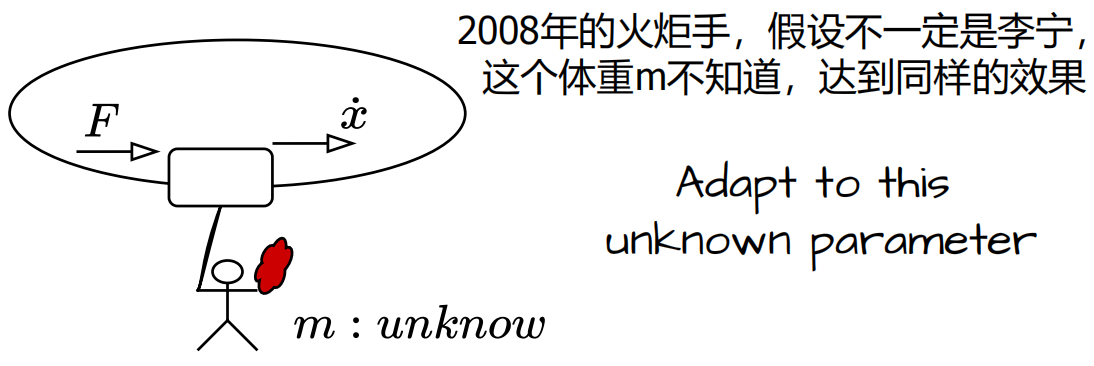 2008年的火炬手，假设不一定是李宁，
这个体重m不知道，达到同样的效果
F
ẋ
Adapt to this
unknown parameter
m : unknow